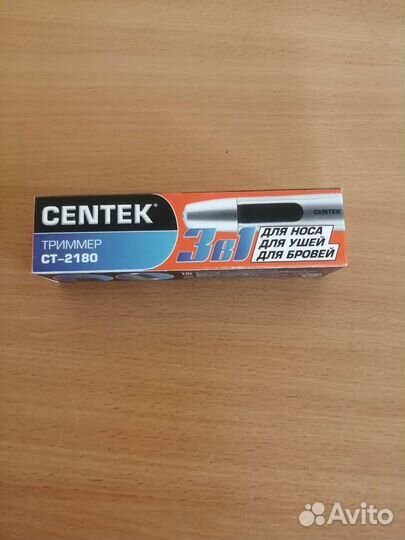 CENTEK
ТРИММЕР
CT-2180
3в1
ДЛЯ НОСА
ДЛЯ УШЕЙ
ДЛЯ БРОВЕЙ
CENTEK
Avito